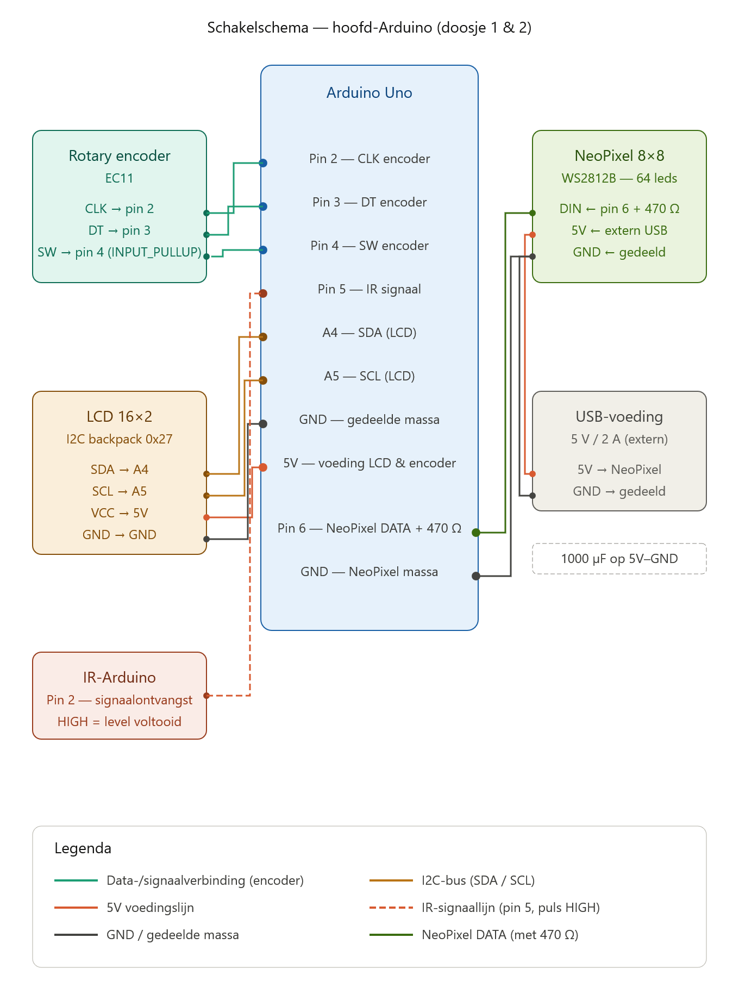 Schakelschema — hoofd-Arduino (doosje 1 & 2)
Arduino Uno
Pin 2 — CLK encoder
Pin 3 — DT encoder
Pin 4 — SW encoder
Pin 5 — IR signaal
A4 — SDA (LCD)
A5 — SCL (LCD)
GND — gedeelde massa
5V — voeding LCD & encoder
Pin 6 — NeoPixel DATA + 470 Ω
GND — NeoPixel massa
Rotary encoder
EC11
CLK → pin 2
DT → pin 3
SW → pin 4 (INPUT_PULLUP)
LCD 16×2
I2C backpack 0x27
SDA → A4
SCL → A5
VCC → 5V
GND → GND
IR-Arduino
Pin 2 — signaalontvangst
HIGH = level voltooid
NeoPixel 8×8
WS2812B — 64 leds
DIN ← pin 6 + 470 Ω
5V ← extern USB
GND ← gedeeld
USB-voeding
5 V / 2 A (extern)
5V → NeoPixel
GND → gedeeld
1000 µF op 5V–GND
Legenda
Data-/signaalverbinding (encoder)
5V voedingslijn
GND / gedeelde massa
I2C-bus (SDA / SCL)
IR-signaallijn (pin 5, puls HIGH)
NeoPixel DATA (met 470 Ω)